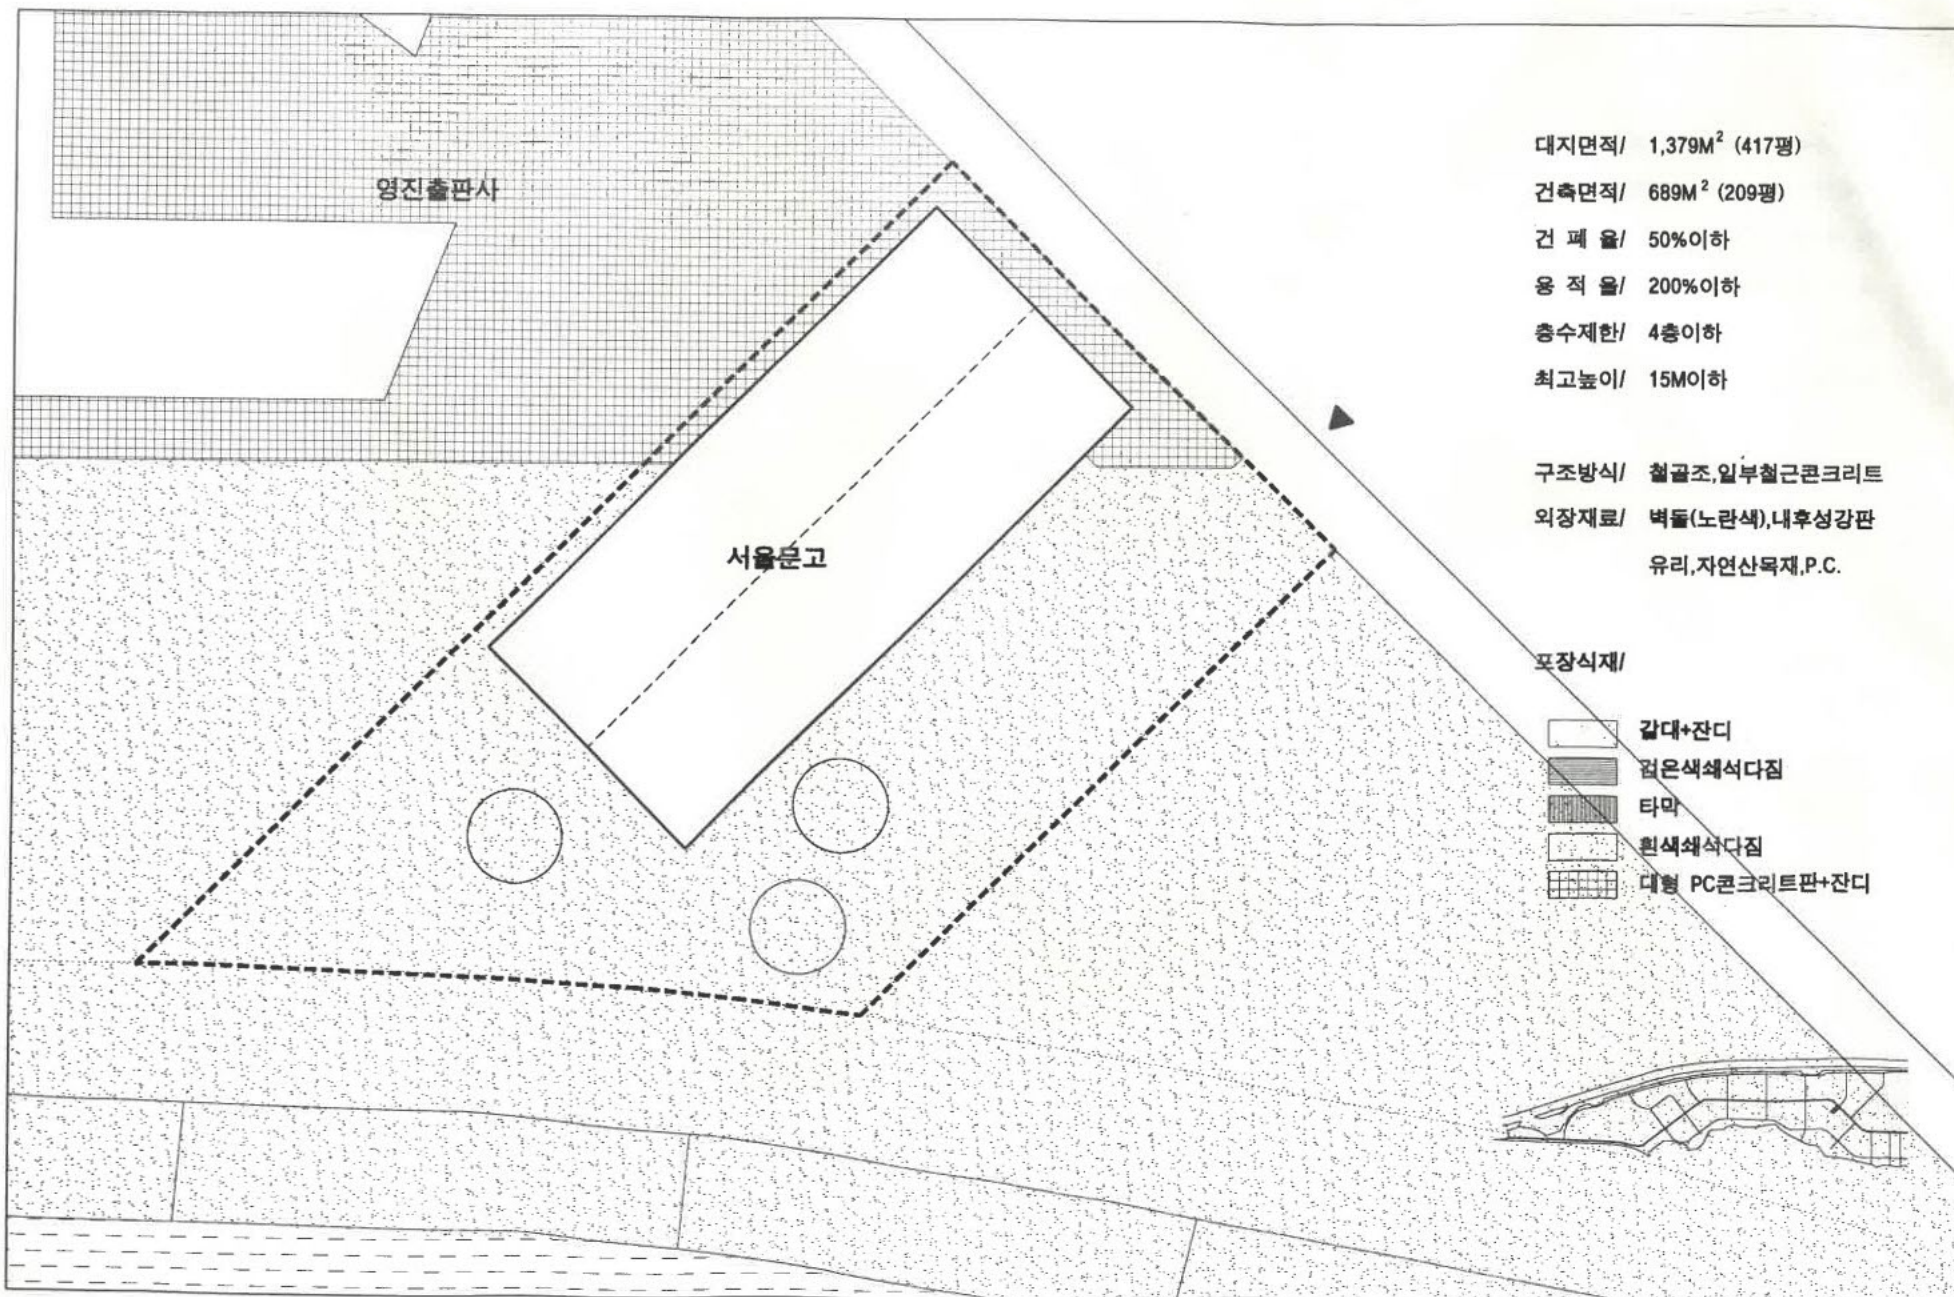 영진출판사
서울문고
대지면적/ 1,379M² (417평)
건축면적/ 689M² (209평)
건 폐 율/ 50%이하
용 적 율/ 200%이하
층수제한/ 4층이하
최고높이/ 15M이하
구조방식/ 철골조,일부철근콘크리트
외장재료/ 벽돌(노란색),내후성강판
유리,자연산목재,P.C.
포장식재/
갈대+잔디
검은색쇄석다짐
타막
흰색쇄석다짐
대형 PC콘크리트판+잔디